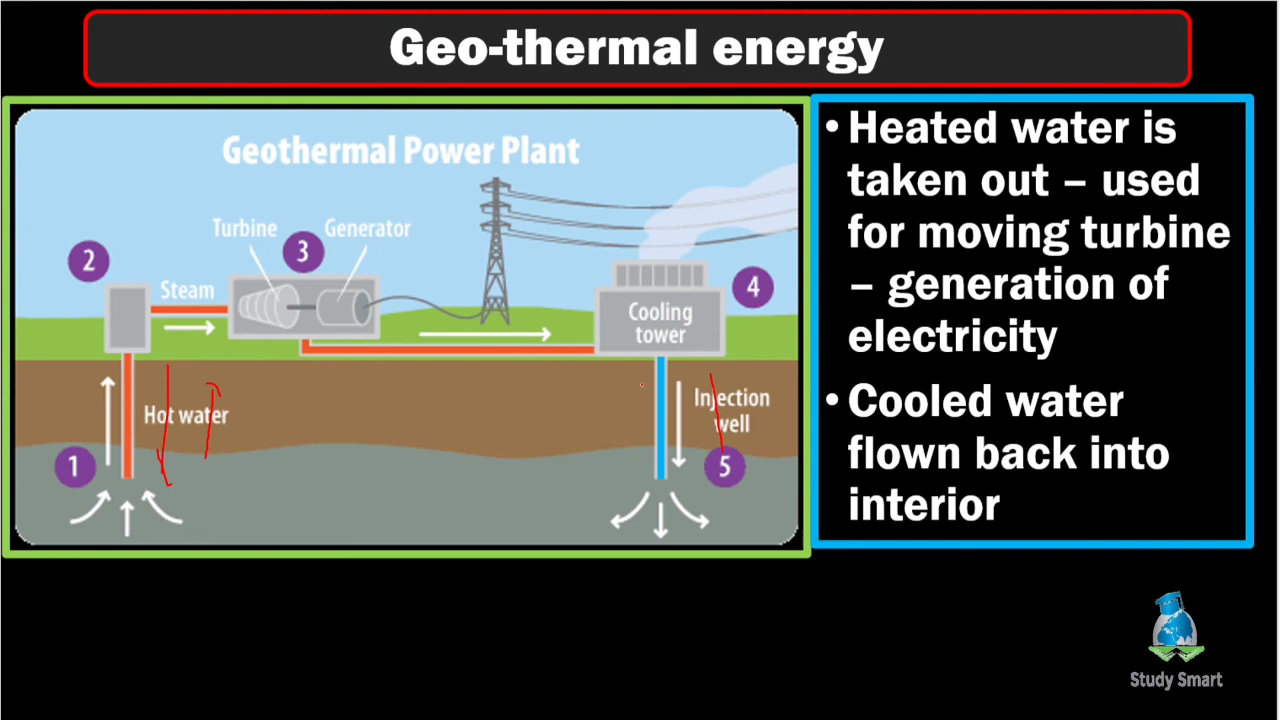 Geo-thermal energy
Geothermal Power Plant
Turbine
Generator
3
2
Steam
4
Cooling
tower
Hot water
Injection
well
1
5
• Heated water is
taken out – used
for moving turbine
– generation of
electricity
• Cooled water
flown back into
interior
Study Smart